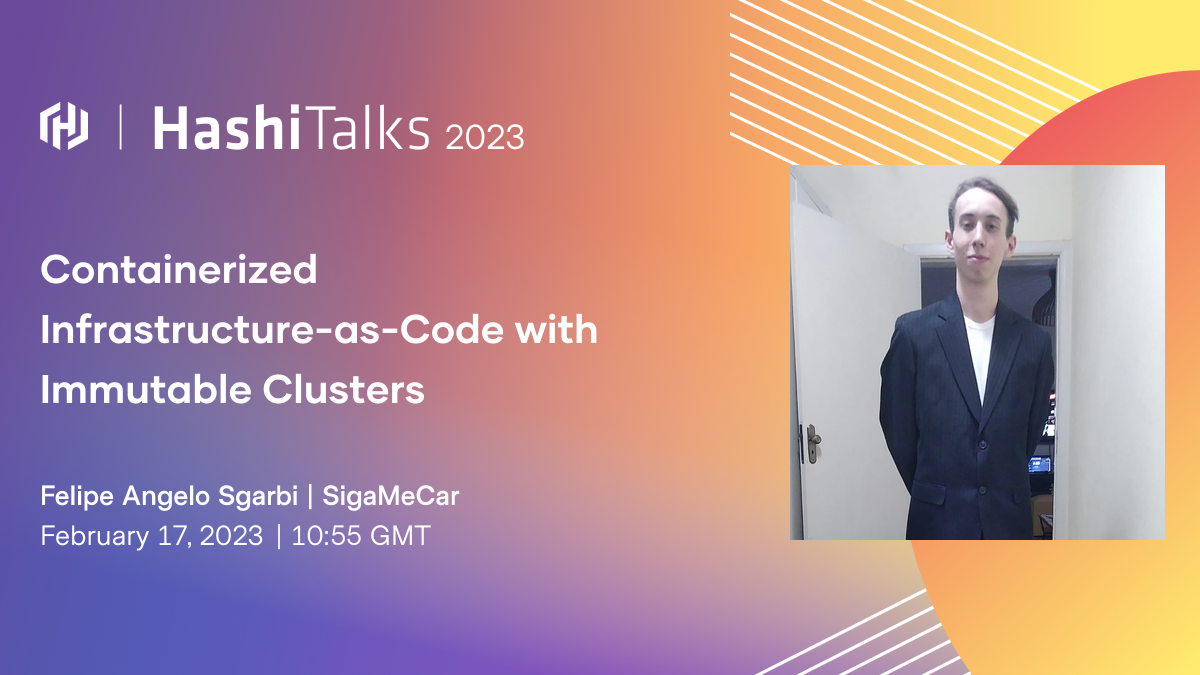 HashiTalks 2023
Containerized
Infrastructure-as-Code with
Immutable Clusters
Felipe Angelo Sgarbi | SigaMeCar
February 17, 2023 | 10:55 GMT